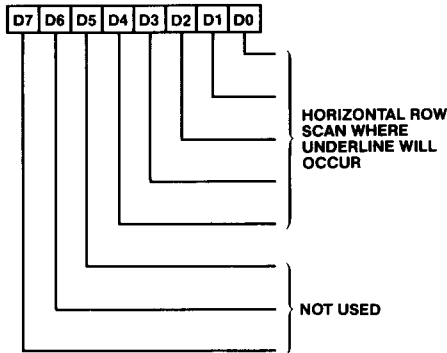 D7 D6 D5 D4 D3 D2 D1 D0
HORIZONTAL ROW
SCAN WHERE
UNDERLINE WILL
OCCUR
NOT USED